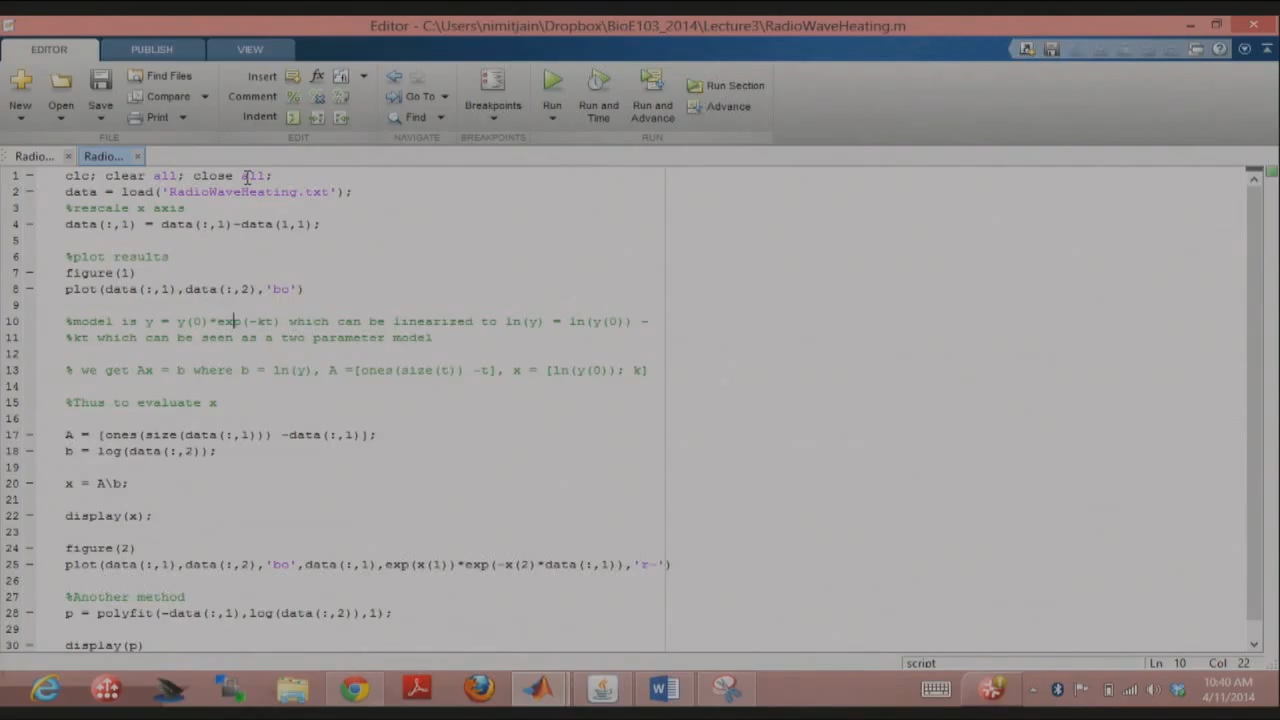 Editor - C:\Users\nimitjain\Dropbox\BioE103_2014\Lecture3\RadioWaveHeating.m
EDITOR PUBLISH VIEW
New Open Save Find Files Compare Print
Insert Comment Indent
Go To Find
Breakpoints
Run Run and Time Run and Advance Run Section Advance
FILE EDIT NAVIGATE BREAKPOINTS RUN
Radio... × Radio... ×
1 clc; clear all; close all;
2 data = load('RadioWaveHeating.txt');
3 %rescale x axis
4 data(:,1) = data(:,1)-data(1,1);
5
6 %plot results
7 figure(1)
8 plot(data(:,1),data(:,2),'bo')
9
10 %model is y = y(0)*exp(-kt) which can be linearized to ln(y) = ln(y(0)) -
11 %kt which can be seen as a two parameter model
12
13 % we get Ax = b where b = ln(y), A =[ones(size(t)) -t], x = [ln(y(0)); k]
14
15 %Thus to evaluate x
16
17 A = [ones(size(data(:,1))) -data(:,1)];
18 b = log(data(:,2));
19
20 x = A\b;
21
22 display(x);
23
24 figure(2)
25 plot(data(:,1),data(:,2),'bo',data(:,1),exp(x(1))*exp(-x(2)*data(:,1)),'r-')
26
27 %Another method
28 p = polyfit(-data(:,1),log(data(:,2)),1);
29
30 display(p)
script Ln 10 Col 22
10:40 AM
4/11/2014